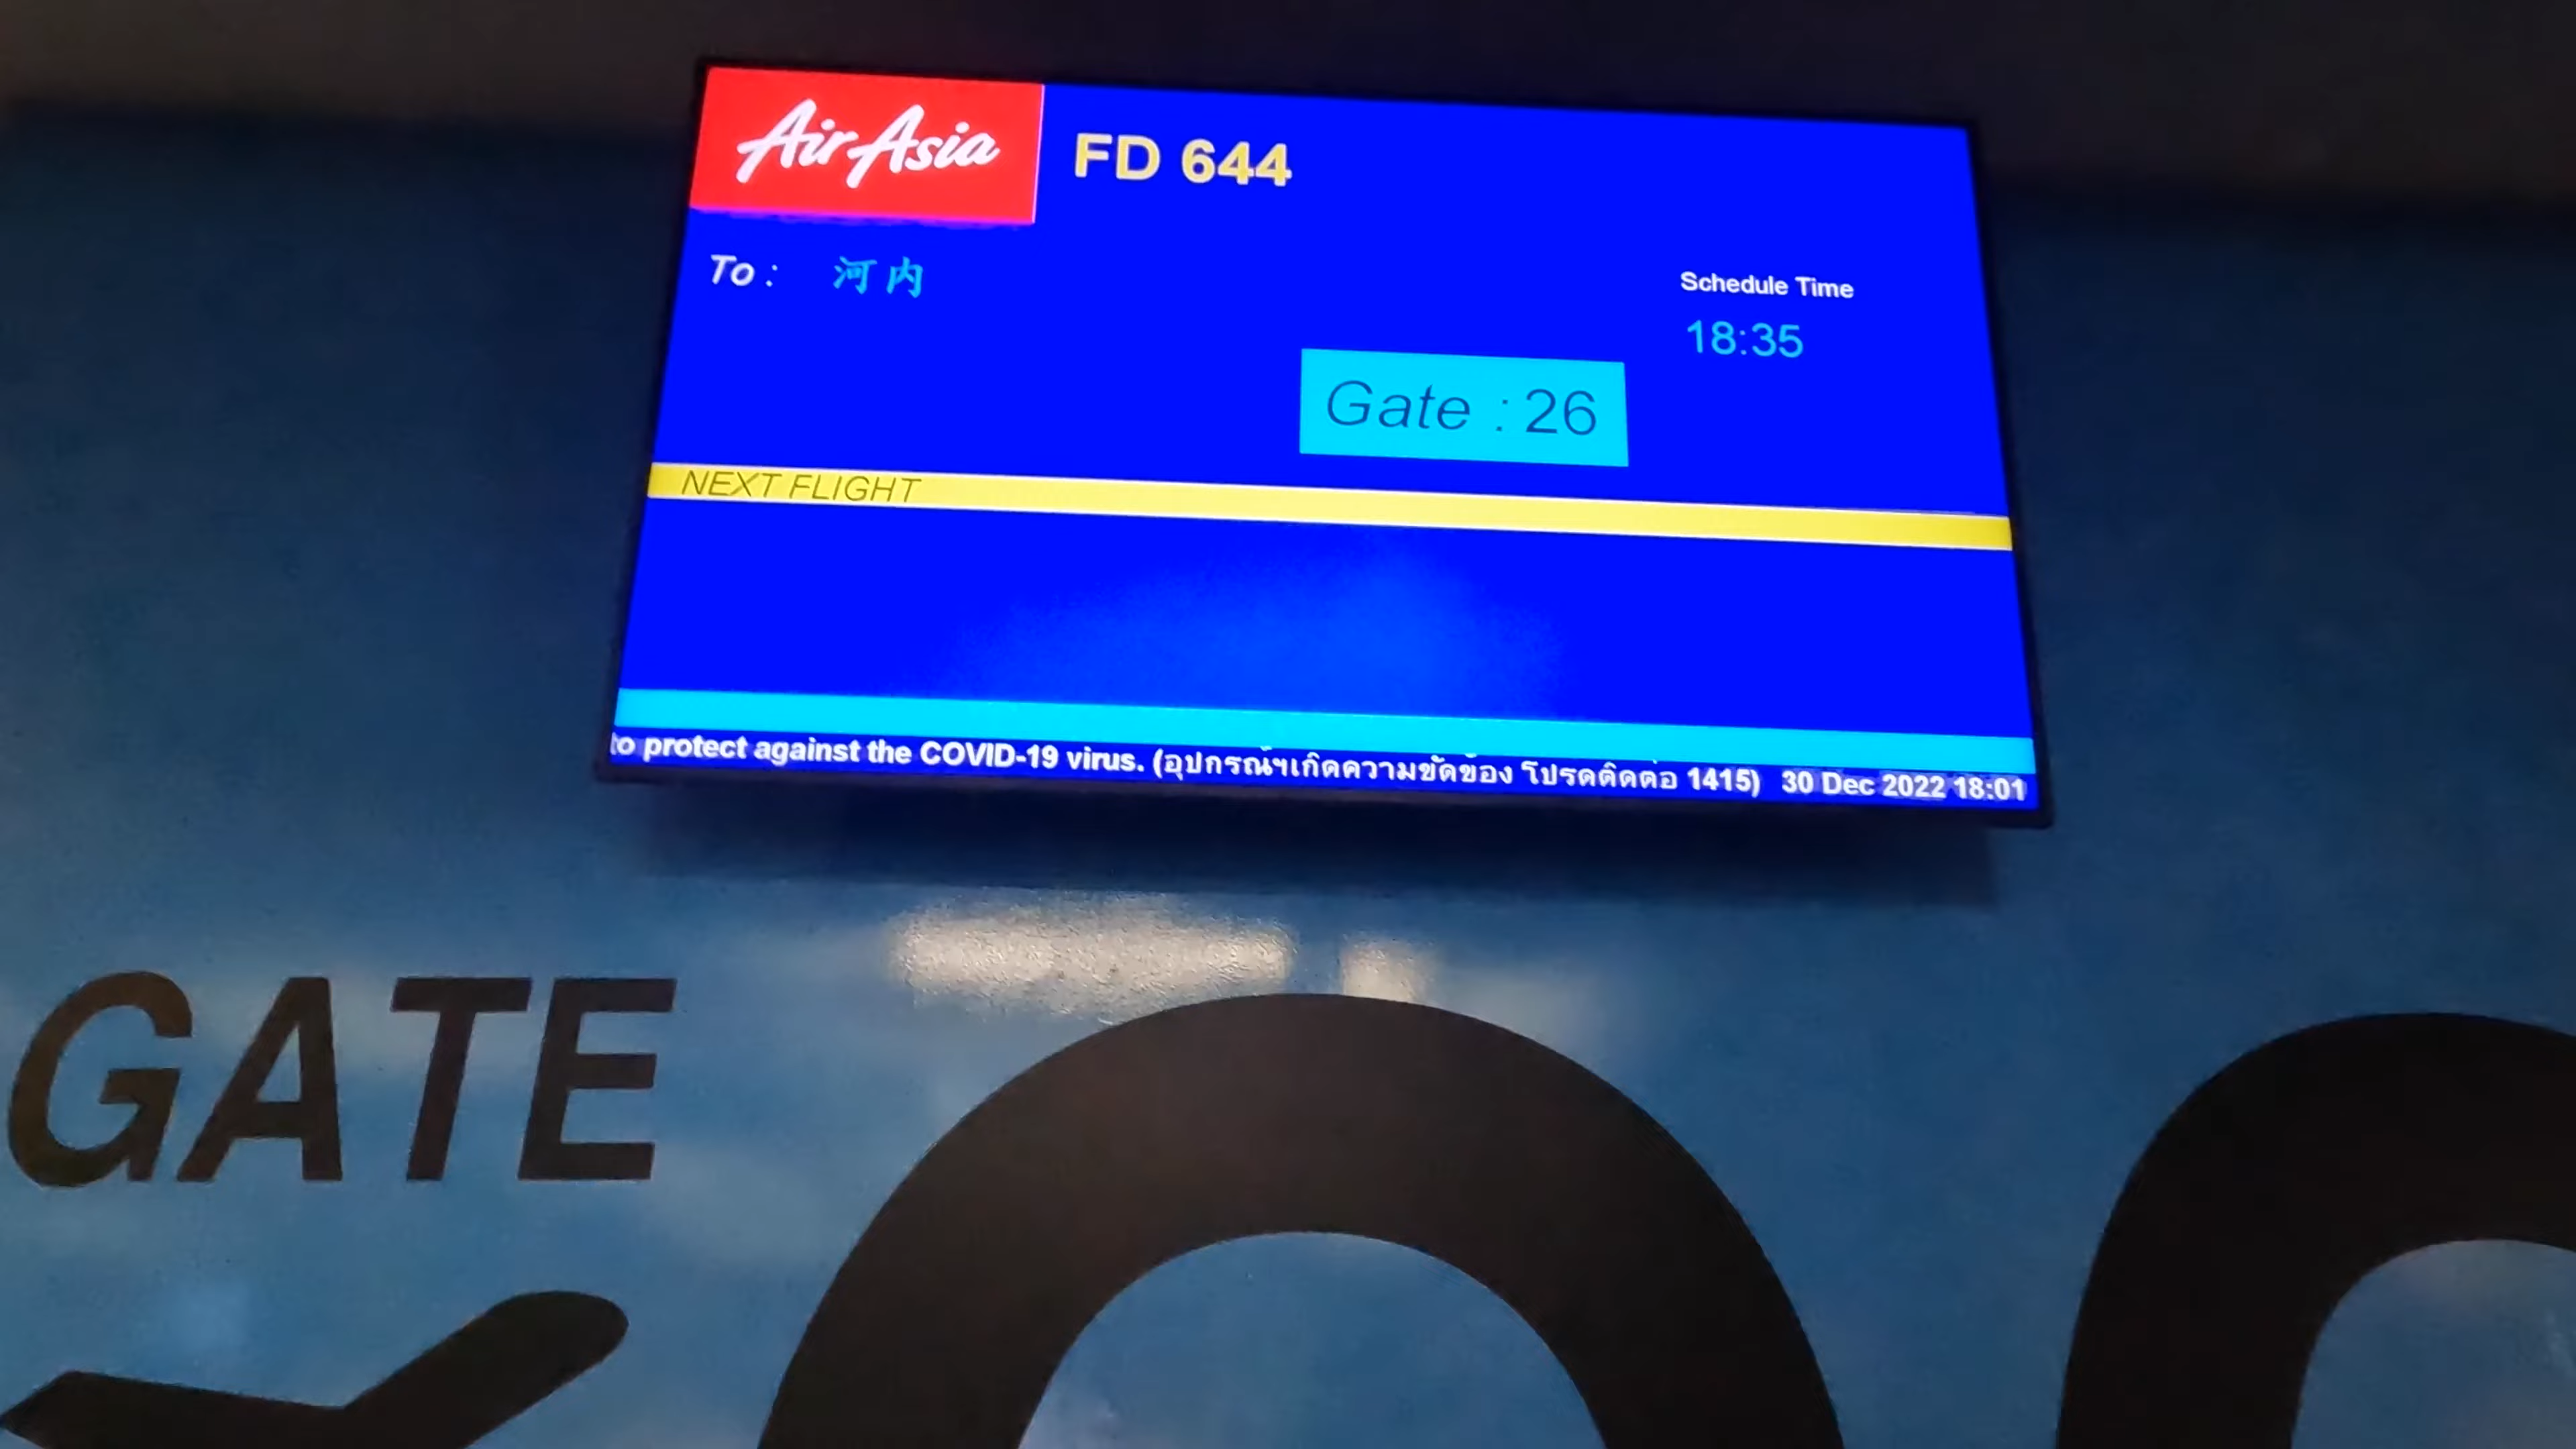 AirAsia FD 644
To : 河内
Schedule Time
18:35
Gate : 26
NEXT FLIGHT
to protect against the COVID-19 virus. (อุปกรณ์ฯเกิดความขัดข้อง โปรดติดต่อ 1415) 30 Dec 2022 18:01
GATE